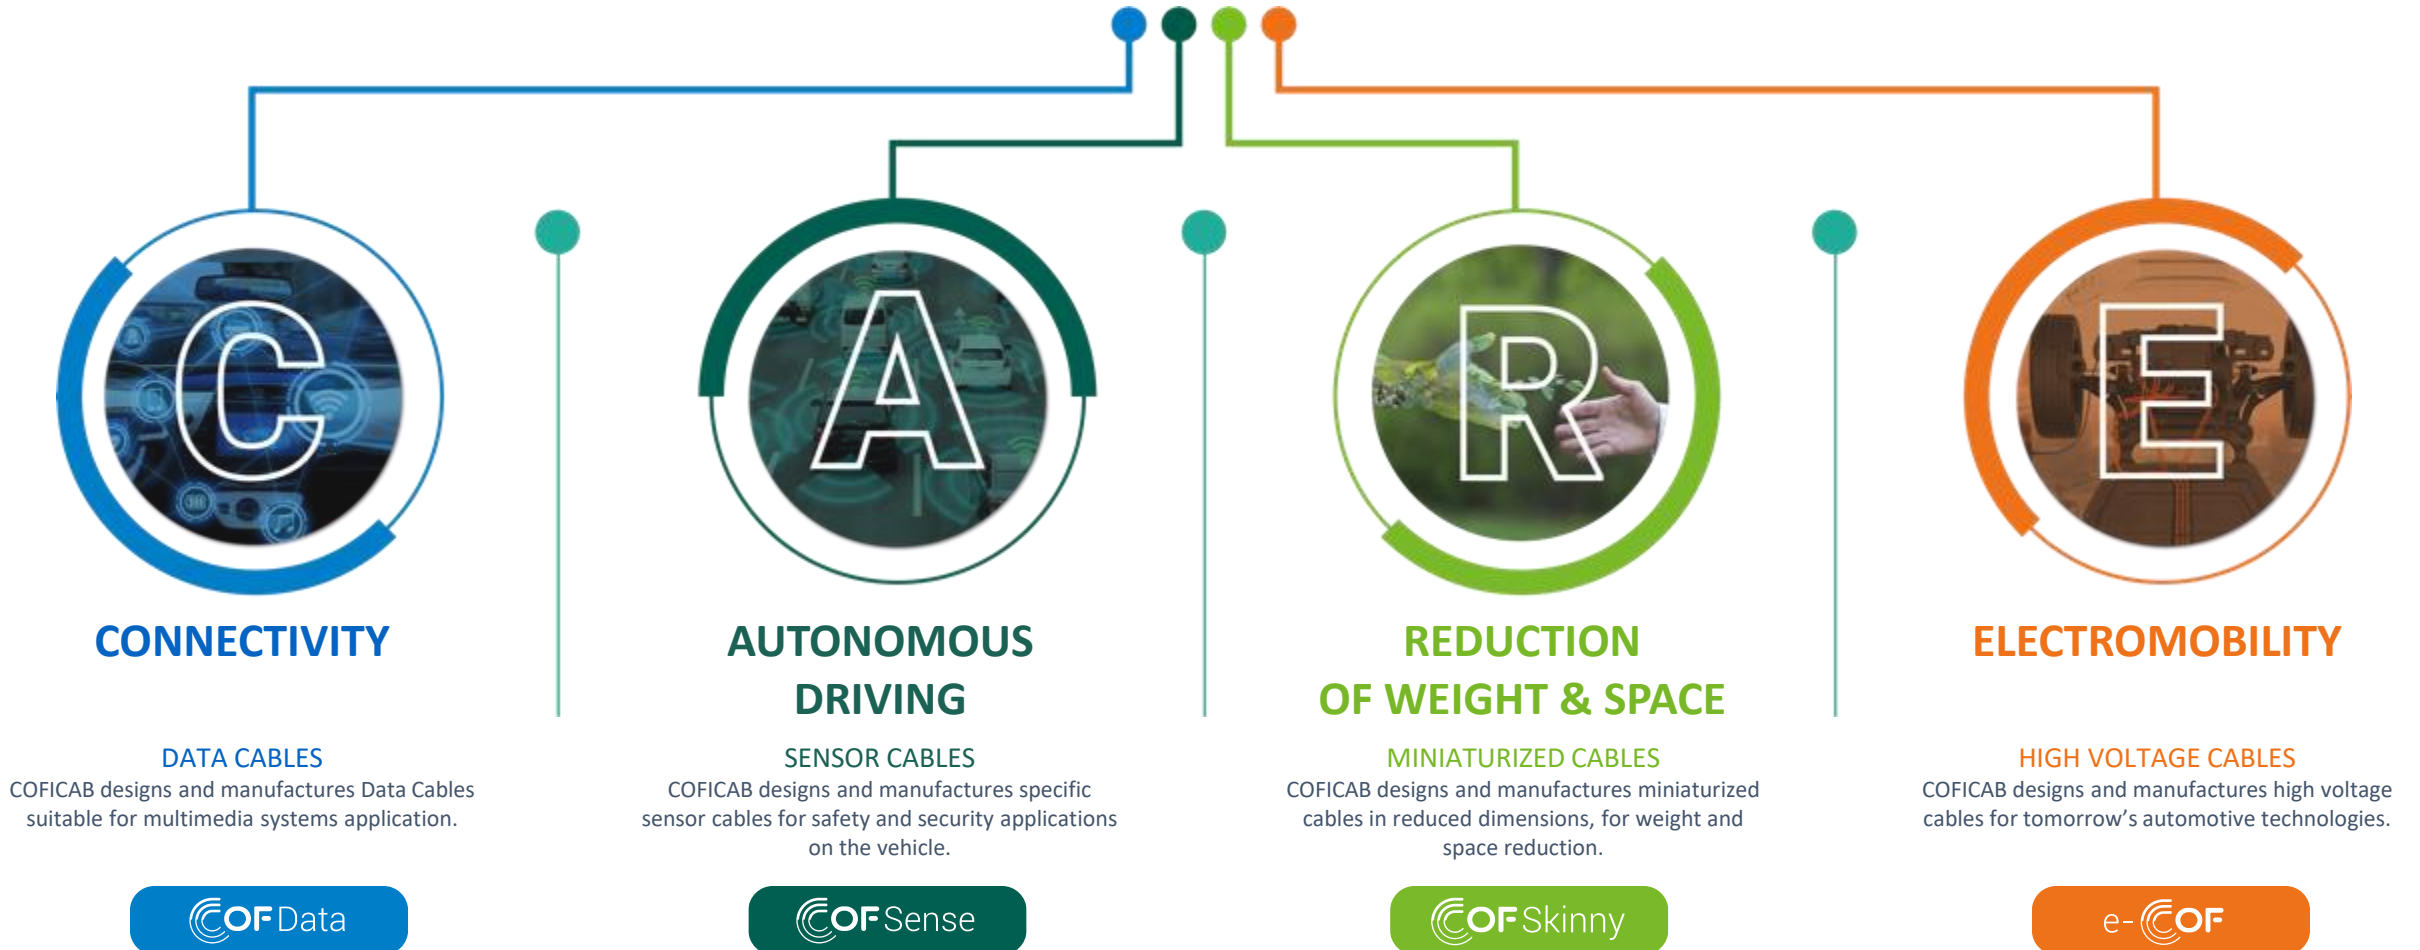 C
CONNECTIVITY
DATA CABLES
COFICAB designs and manufactures Data Cables
suitable for multimedia systems application.
COF Data
A
AUTONOMOUS
DRIVING
SENSOR CABLES
COFICAB designs and manufactures specific
sensor cables for safety and security applications
on the vehicle.
COF Sense
R
REDUCTION
OF WEIGHT & SPACE
MINIATURIZED CABLES
COFICAB designs and manufactures miniaturized
cables in reduced dimensions, for weight and
space reduction.
COF Skinny
E
ELECTROMOBILITY
HIGH VOLTAGE CABLES
COFICAB designs and manufactures high voltage
cables for tomorrow’s automotive technologies.
e-COF